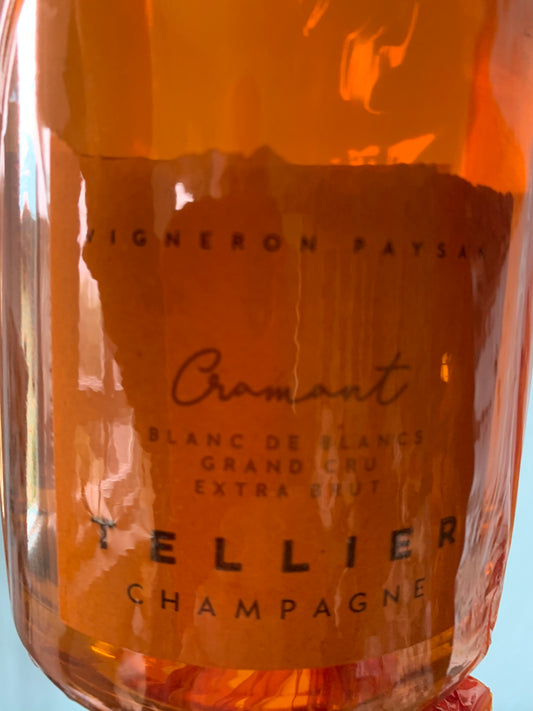 VIGNERON PAYSAN
Cramant
BLANC DE BLANCS
GRAND CRU
EXTRA BRUT
TELLIER
CHAMPAGNE